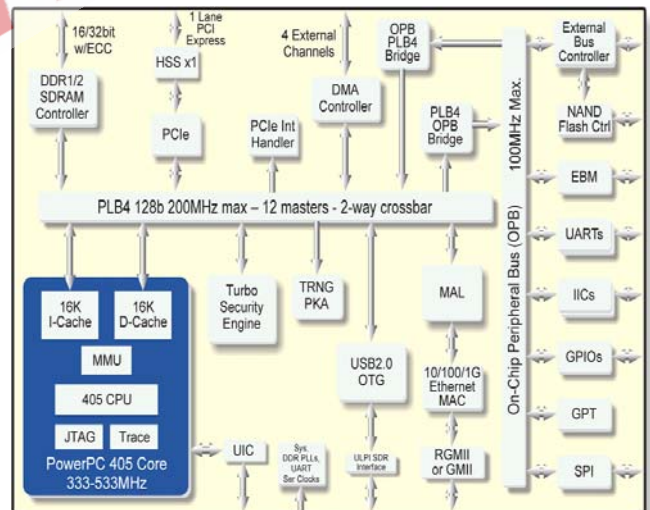 16/32bit
w/ECC
1 Lane
PCI
Express
4 External
Channels
OPB
PLB4
Bridge
External
Bus
Controller
DDR1/2
SDRAM
Controller
HSS x1
DMA
Controller
PLB4
OPB
Bridge
NAND
Flash Ctrl
PCIe
PCIe Int
Handler
EBM
PLB4 128b 200MHz max – 12 masters - 2-way crossbar
On-Chip Peripheral Bus (OPB) 100MHz Max.
UARTs
16K
I-Cache
16K
D-Cache
Turbo
Security
Engine
TRNG
PKA
MAL
IICs
MMU
USB2.0
OTG
10/100/1G
Ethernet
MAC
GPIOs
405 CPU
GPT
JTAG
Trace
PowerPC 405 Core
333-533MHz
UIC
Sys,
DDR PLLs,
UART
Ser Clocks
ULPI SDR
Interface
RGMII
or GMII
SPI